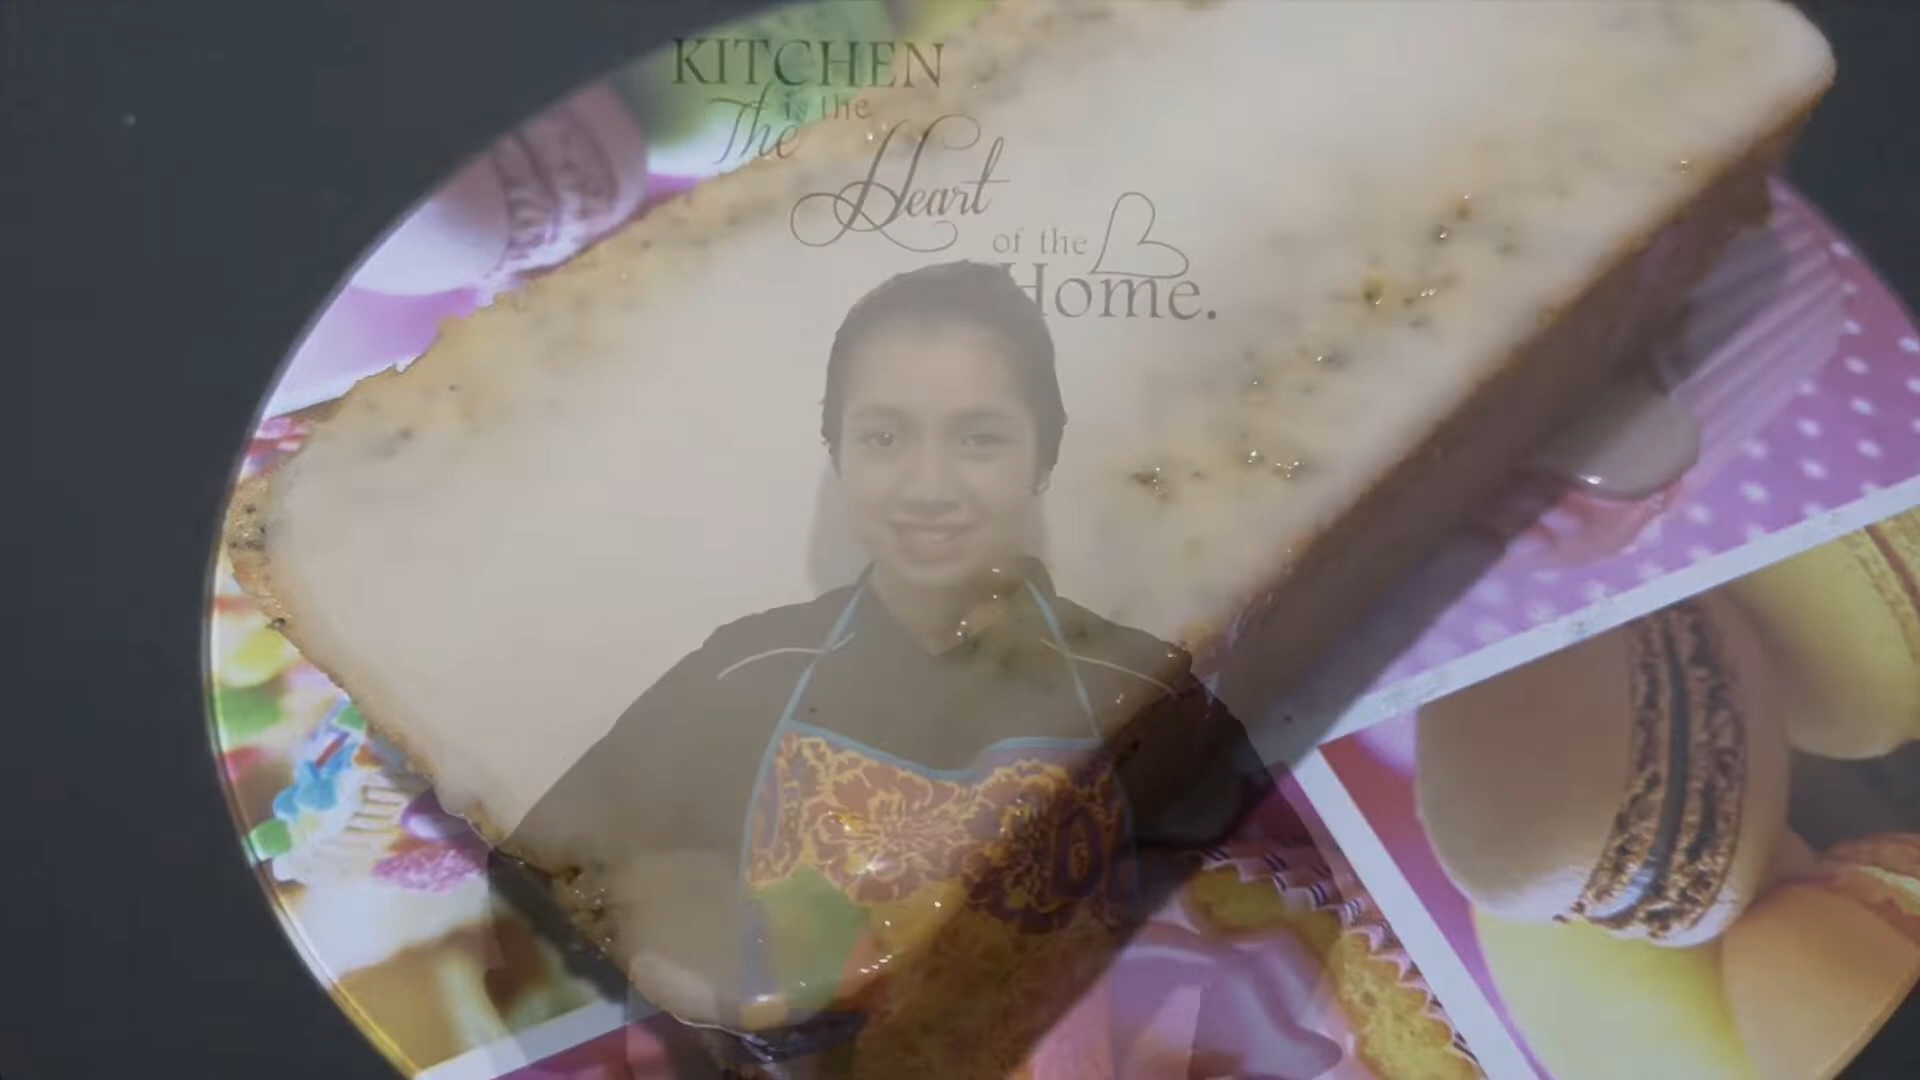 KITCHEN
The is the
Heart
of the
Home.